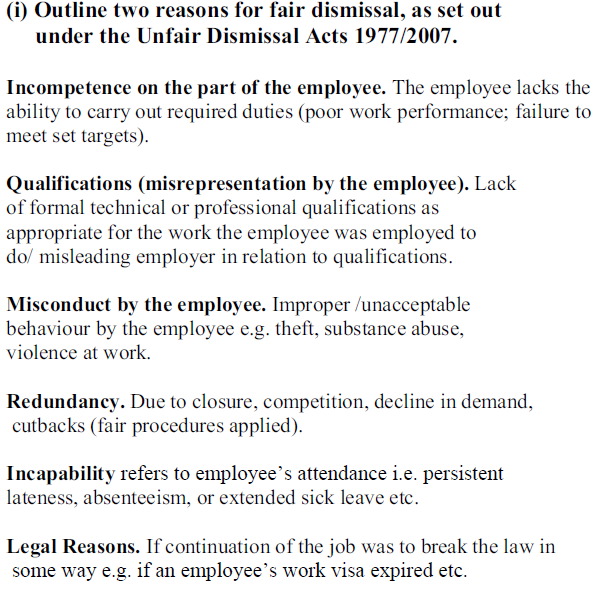 (i) Outline two reasons for fair dismissal, as set out
under the Unfair Dismissal Acts 1977/2007.
Incompetence on the part of the employee. The employee lacks the
ability to carry out required duties (poor work performance; failure to
meet set targets).
Qualifications (misrepresentation by the employee). Lack
of formal technical or professional qualifications as
appropriate for the work the employee was employed to
do/ misleading employer in relation to qualifications.
Misconduct by the employee. Improper /unacceptable
behaviour by the employee e.g. theft, substance abuse,
violence at work.
Redundancy. Due to closure, competition, decline in demand,
cutbacks (fair procedures applied).
Incapability refers to employee’s attendance i.e. persistent
lateness, absenteeism, or extended sick leave etc.
Legal Reasons. If continuation of the job was to break the law in
some way e.g. if an employee’s work visa expired etc.